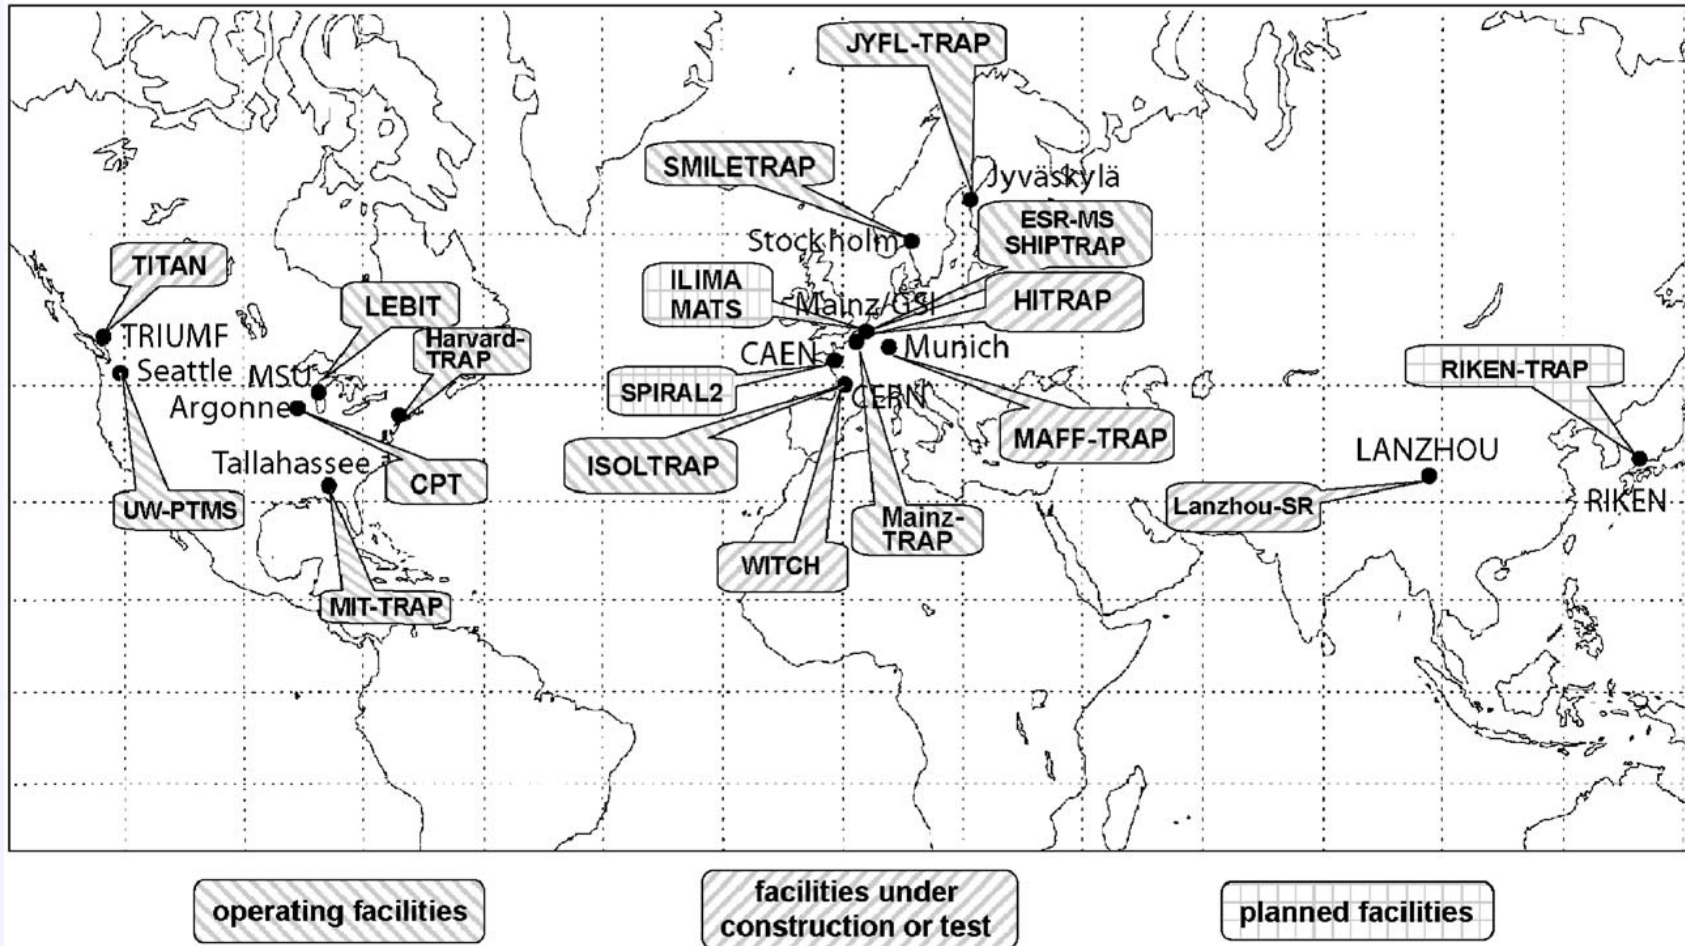 JYFL-TRAP
SMILETRAP
Jyväskylä
ESR-MS
SHIPTRAP
Stockholm
TITAN
ILIMA
MATS
Mainz/GSI
HITRAP
LEBIT
TRIUMF
Harvard-
TRAP
CAEN
Munich
Seattle
MSU
SPIRAL2
CERN
RIKEN-TRAP
Argonne
MAFF-TRAP
Tallahassee
CPT
ISOLTRAP
LANZHOU
UW-PTMS
Mainz-
TRAP
Lanzhou-SR
RIKEN
WITCH
MIT-TRAP
operating facilities
facilities under
construction or test
planned facilities